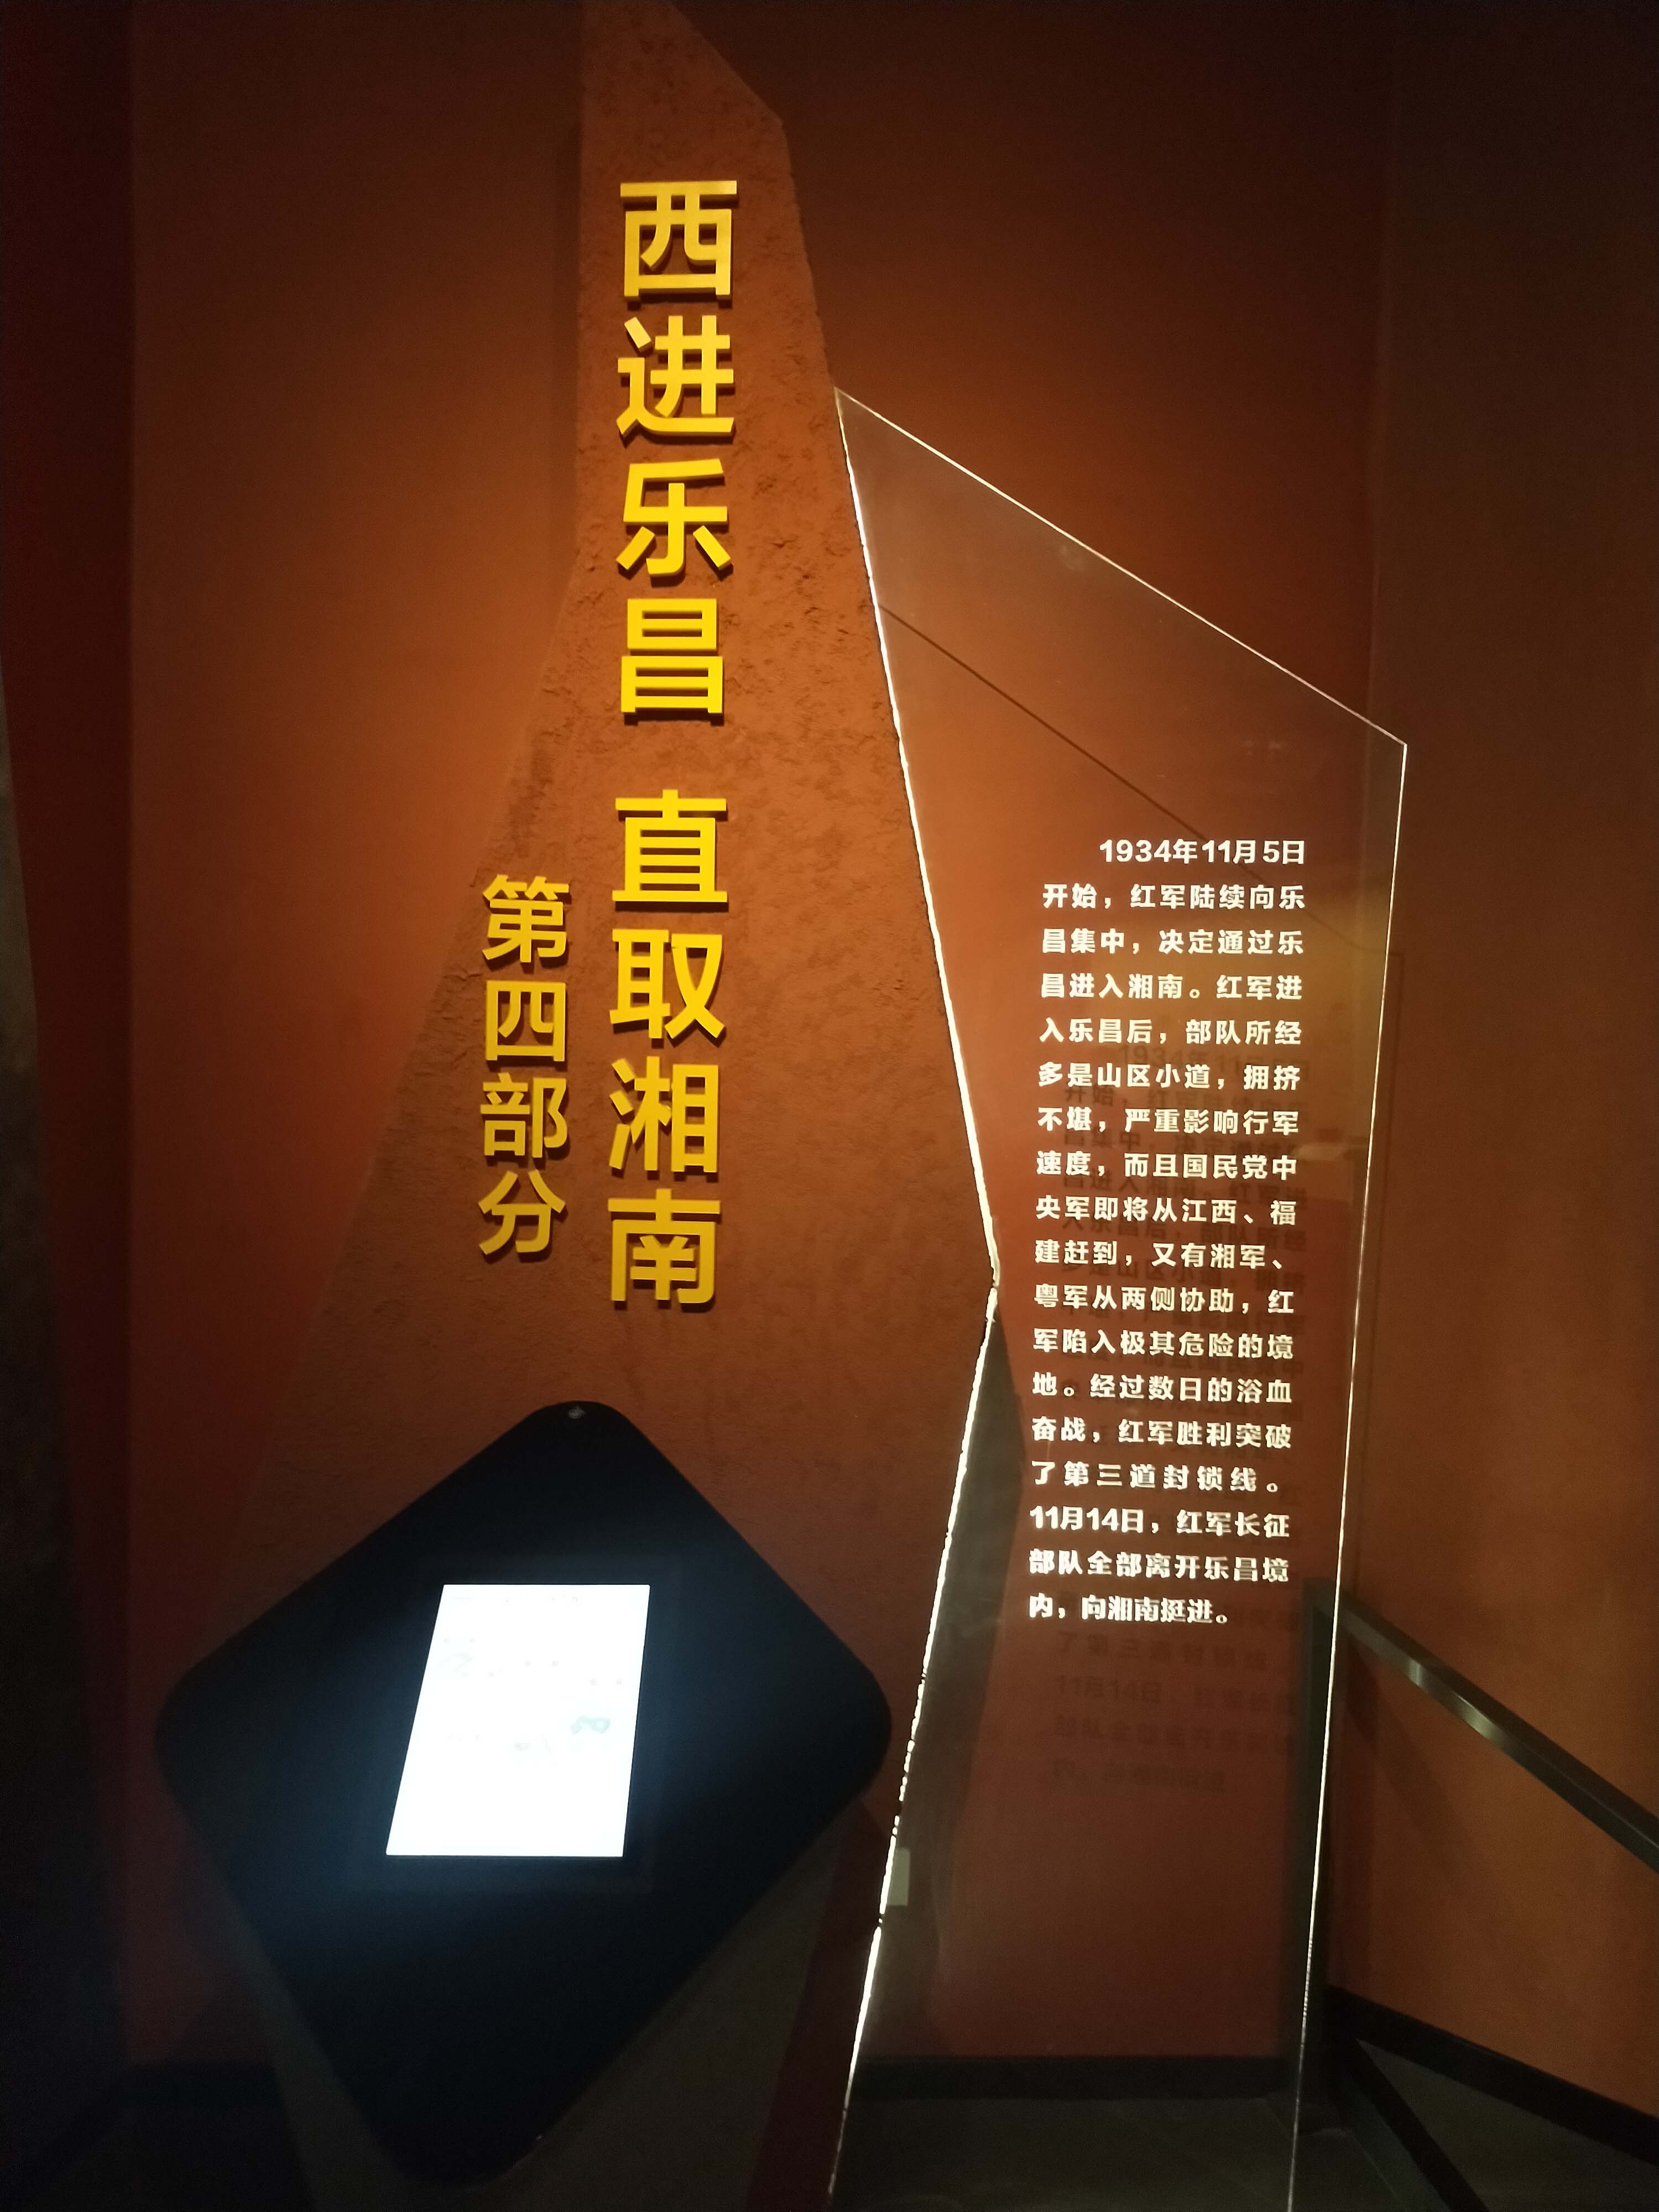 西进乐昌 直取湘南
第四部分
1934年11月5日
开始，红军陆续向乐
昌集中，决定通过乐
昌进入湘南。红军进
入乐昌后，部队所经
多是山区小道，拥挤
不堪，严重影响行军
速度，而且国民党中
央军即将从江西、福
建赶到，又有湘军、
粤军从两侧协助，红
军陷入极其危险的境
地。经过数日的浴血
奋战，红军胜利突破
了第三道封锁线。
11月14日，红军长征
部队全部离开乐昌境
内，向湘南挺进。